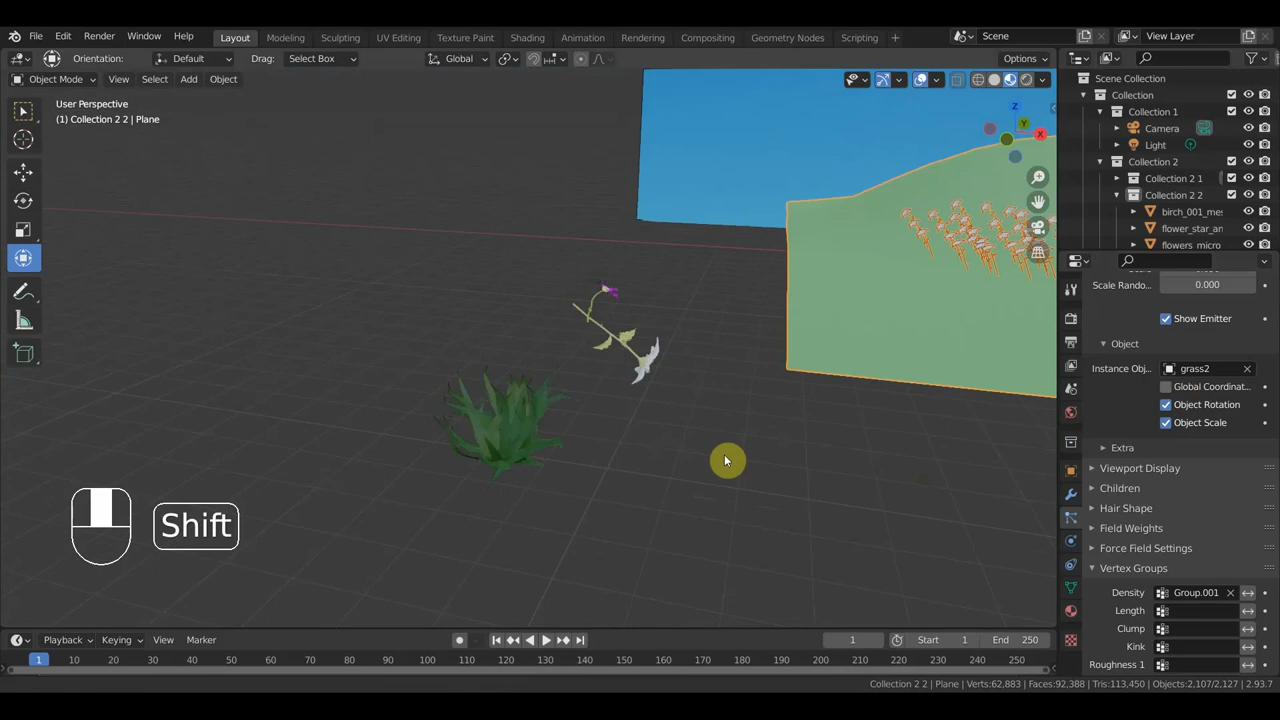 File Edit Render Window Help Layout Modeling Sculpting UV Editing Texture Paint Shading Animation Rendering Compositing Geometry Nodes Scripting + Scene View Layer
Orientation: Default Drag: Select Box Global Options
Object Mode View Select Add Object
User Perspective
(1) Collection 2 2 | Plane
Z
Y
X
Scene Collection
Collection
Collection 1
Camera
Light
Collection 2
Collection 2 1
Collection 2 2
birch_001_mes
flower_star_an
flowers_micro
Scale Rando... 0.000
Show Emitter
Object
Instance Obj... grass2
Global Coordinat...
Object Rotation
Object Scale
Extra
Viewport Display
Children
Hair Shape
Field Weights
Force Field Settings
Vertex Groups
Density Group.001
Length
Clump
Kink
Roughness 1
Shift
Playback Keying View Marker 1 Start 1 End 250
1 10 20 30 40 50 60 70 80 90 100 110 120 130 140 150 160 170 180 190 200 210 220 230 240 250
Collection 2 2 | Plane | Verts:62,883 | Faces:92,388 | Tris:113,450 | Objects:2,107/2,127 | 2.93.7